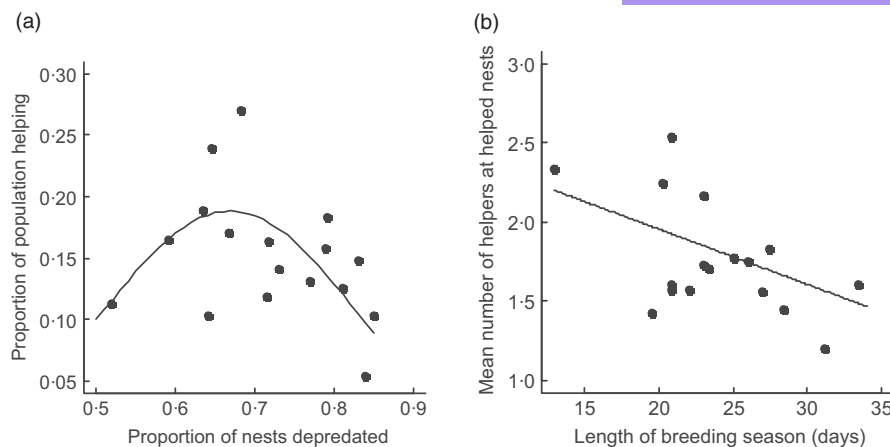 (a)
Proportion of population helping
0·30
0·25
0·20
0·15
0·10
0·05
0·5 0·6 0·7 0·8 0·9
Proportion of nests depredated
(b)
Mean number of helpers at helped nests
3·0
2·5
2·0
1·5
1·0
15 20 25 30 35
Length of breeding season (days)